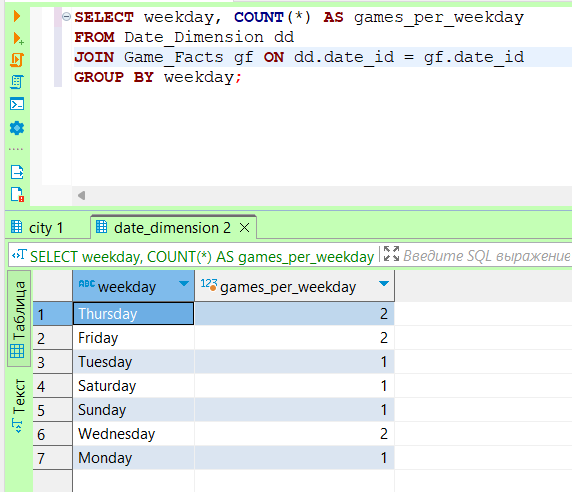 SELECT weekday, COUNT(*) AS games_per_weekday
FROM Date_Dimension dd
JOIN Game_Facts gf ON dd.date_id = gf.date_id
GROUP BY weekday;
city 1
date_dimension 2
SELECT weekday, COUNT(*) AS games_per_weekday
Введите SQL выражение
Таблица
Текст
ABC weekday 123 games_per_weekday
1 Thursday 2
2 Friday 2
3 Tuesday 1
4 Saturday 1
5 Sunday 1
6 Wednesday 2
7 Monday 1